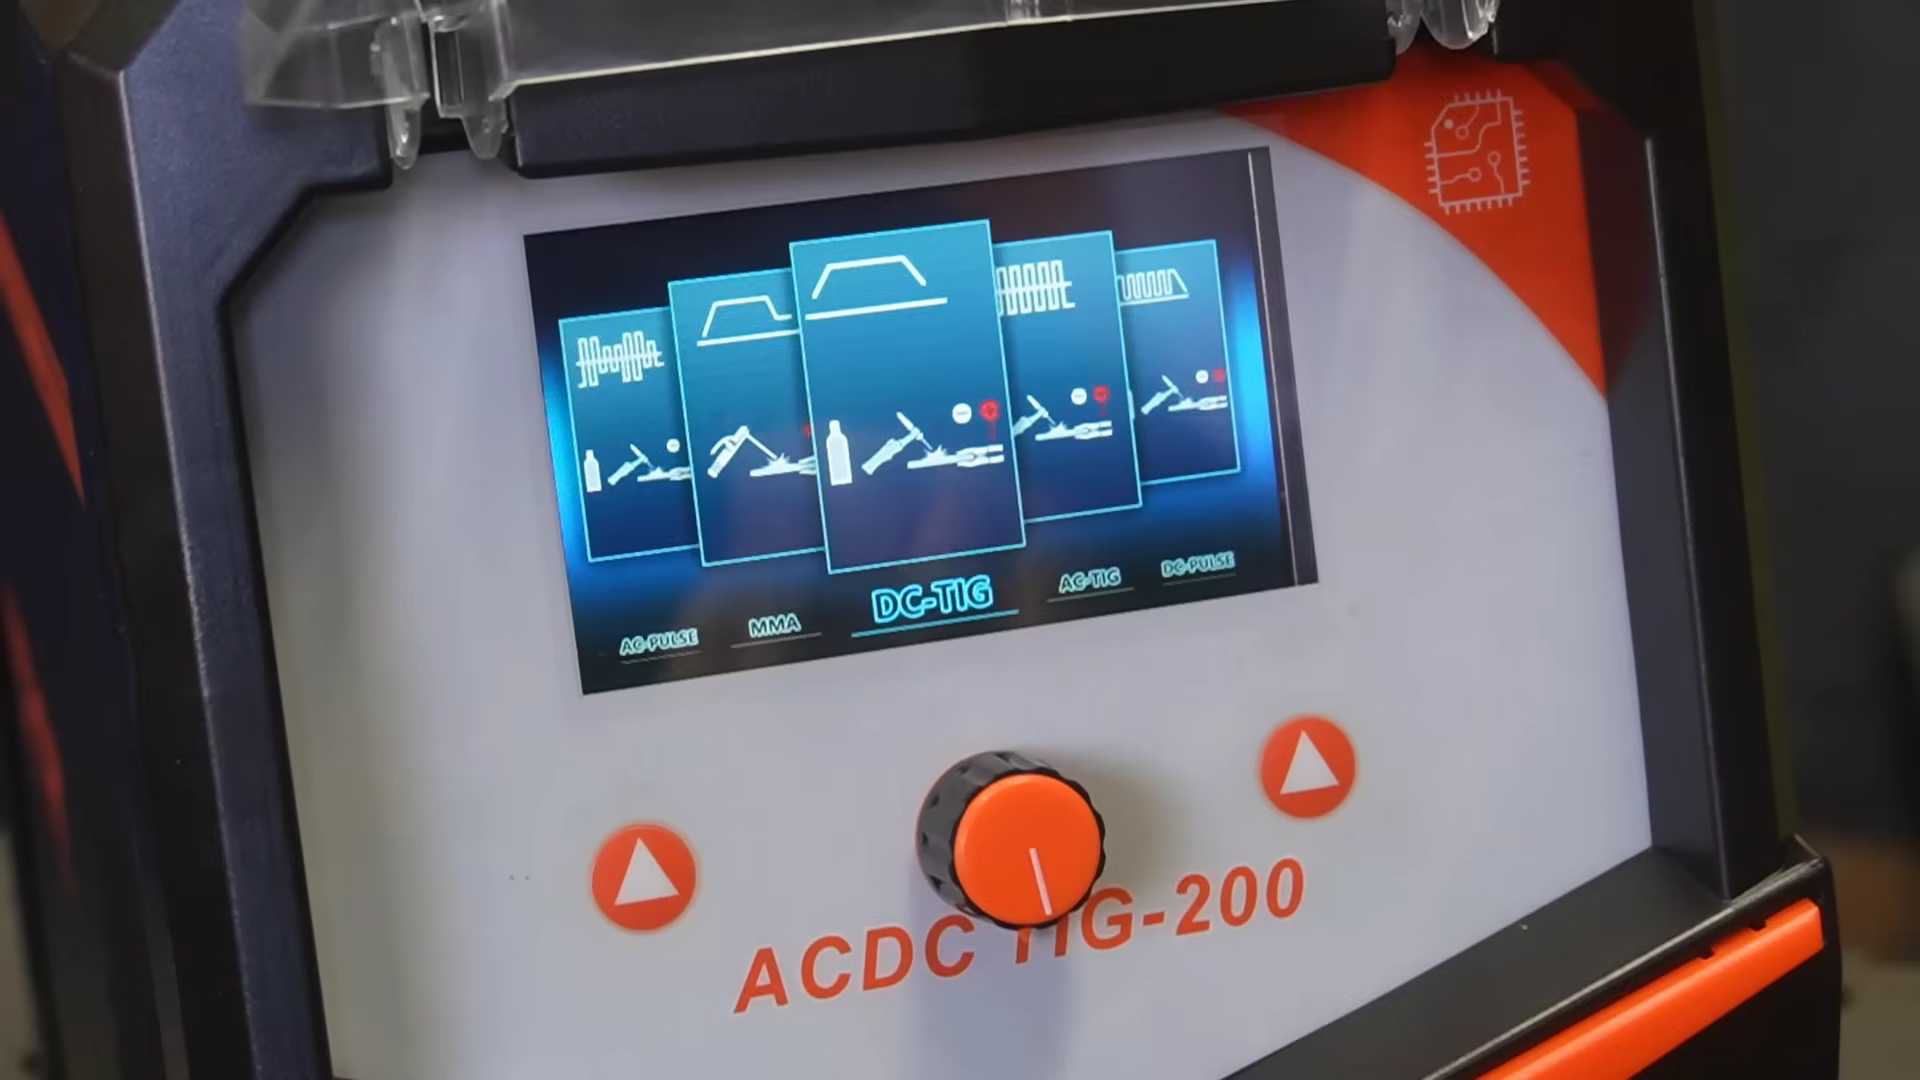 AC-PULSE
MMA
DC-TIG
AC-TIG
DC-PULSE
ACDC TIG-200